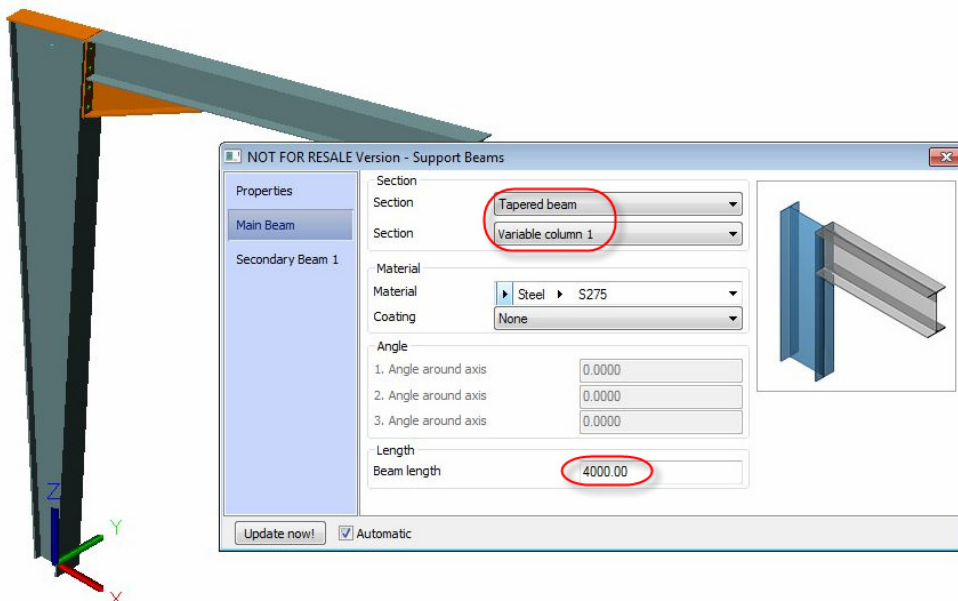 NOT FOR RESALE Version - Support Beams
Properties
Main Beam
Secondary Beam 1
Section
Section Tapered beam
Section Variable column 1
Material
Material Steel S275
Coating None
Angle
1. Angle around axis 0.0000
2. Angle around axis 0.0000
3. Angle around axis 0.0000
Length
Beam length 4000.00
Update now! Automatic
Z
Y
X